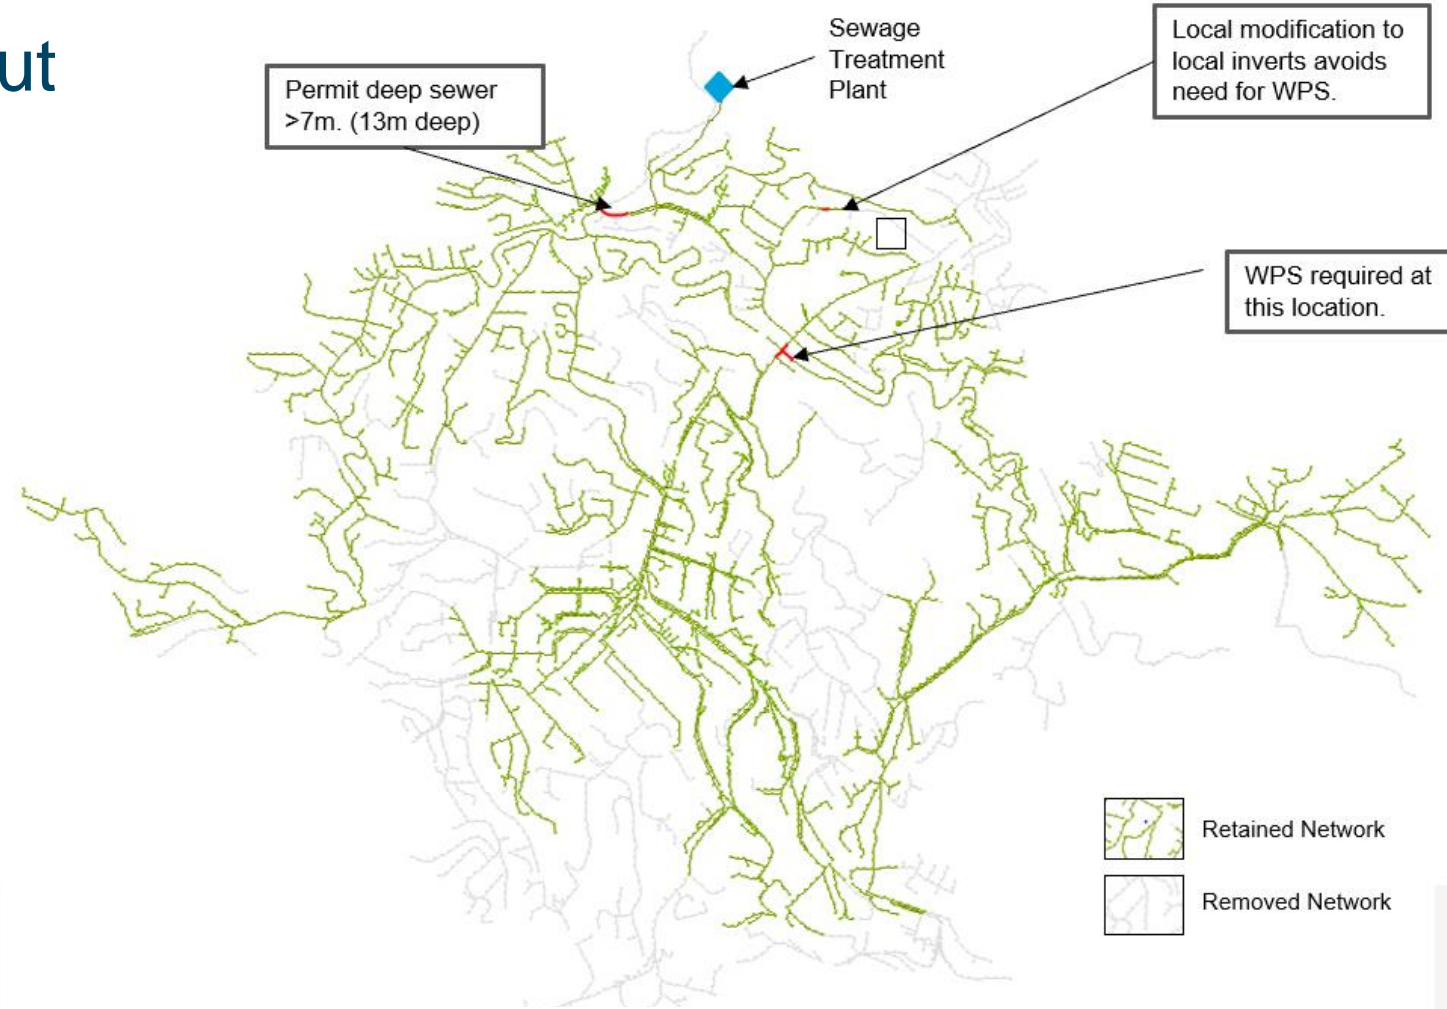 ut
Permit deep sewer
>7m. (13m deep)
Sewage
Treatment
Plant
Local modification to
local inverts avoids
need for WPS.
WPS required at
this location.
Retained Network
Removed Network